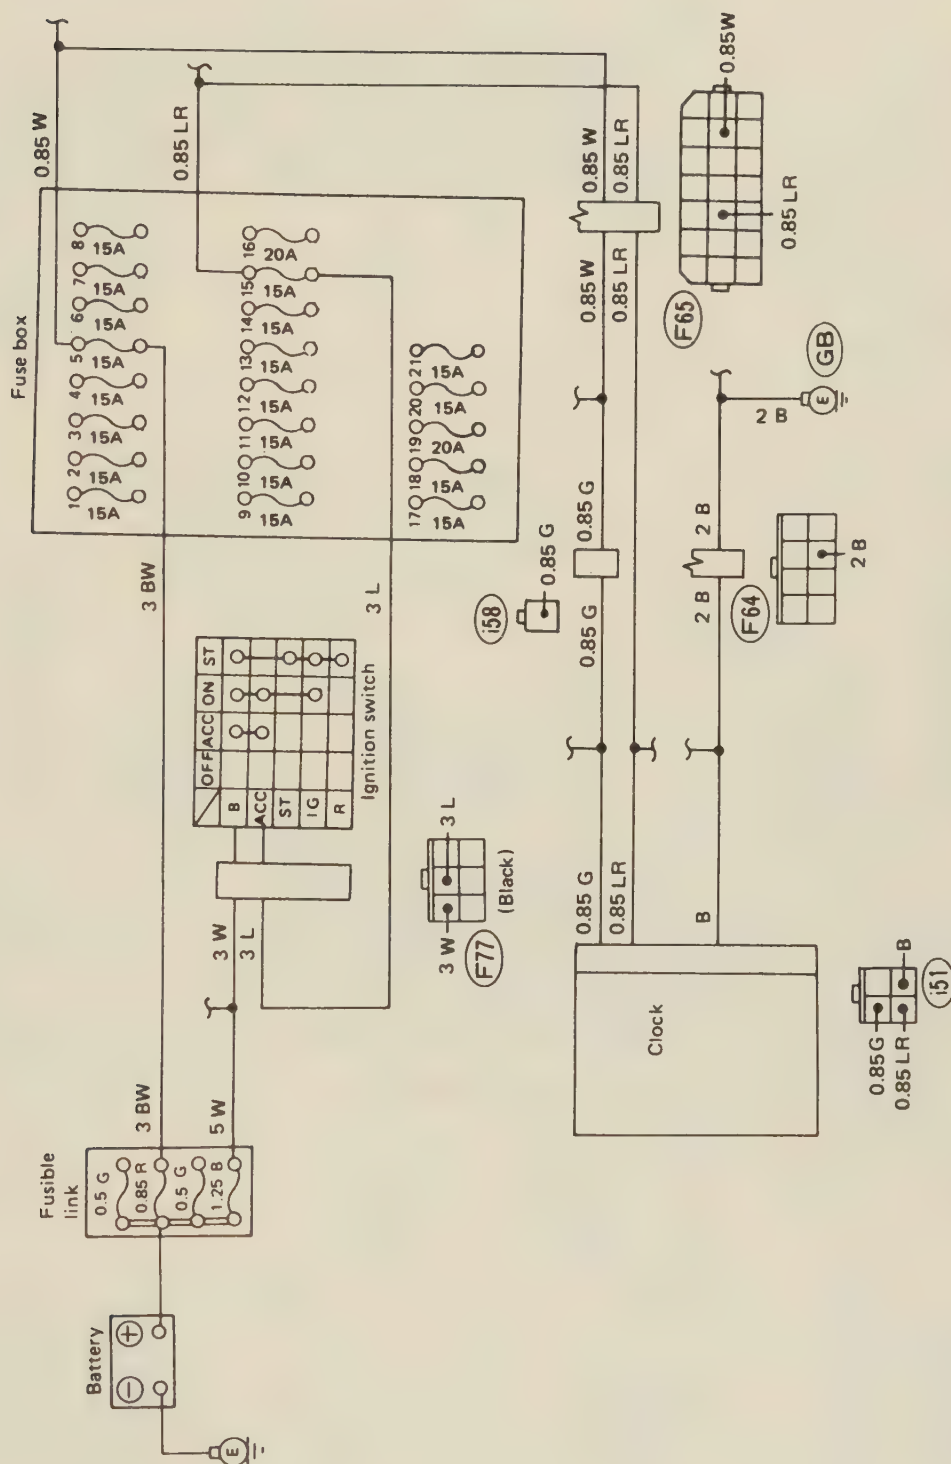 Battery
−
+
E
Fusible
link
0.5 G
0.85 R
0.5 G
1.25 B
3 BW
5 W
3 W
3 L
3 BW
3 L
OFF ACC ON ST
B
ACC
ST
IG
R
Ignition switch
F77
3 W
3 L
(Black)
Fuse box
1 2 3 4 5 6 7 8
15A 15A 15A 15A 15A 15A 15A 15A
9 10 11 12 13 14 15 16
15A 15A 15A 15A 15A 15A 15A 20A
17 18 19 20 21
15A 15A 20A 15A 15A
0.85 W
0.85 LR
Clock
0.85 G
0.85 LR
B
0.85 G
0.85 G
i58
0.85 G
0.85 W
0.85 LR
0.85 W
0.85 LR
2 B
2 B
F64
2 B
2 B
E
GB
F65
0.85 LR
0.85W
0.85 G
0.85 LR
B
i51